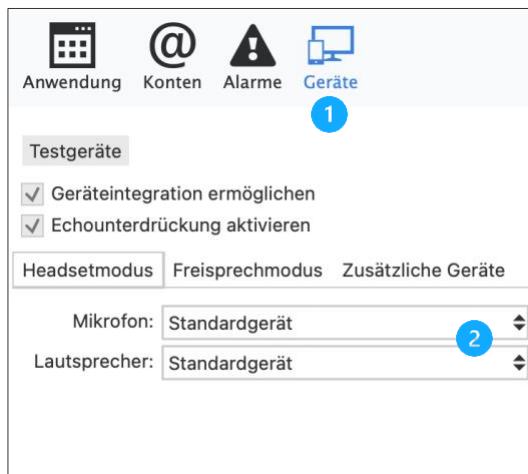 @
Anwendung Konten Alarme Geräte
1
Testgeräte
Geräteintegration ermöglichen
Echounterdrückung aktivieren
Headsetmodus Freisprechmodus Zusätzliche Geräte
Mikrofon: Standardgerät
2
Lautsprecher: Standardgerät